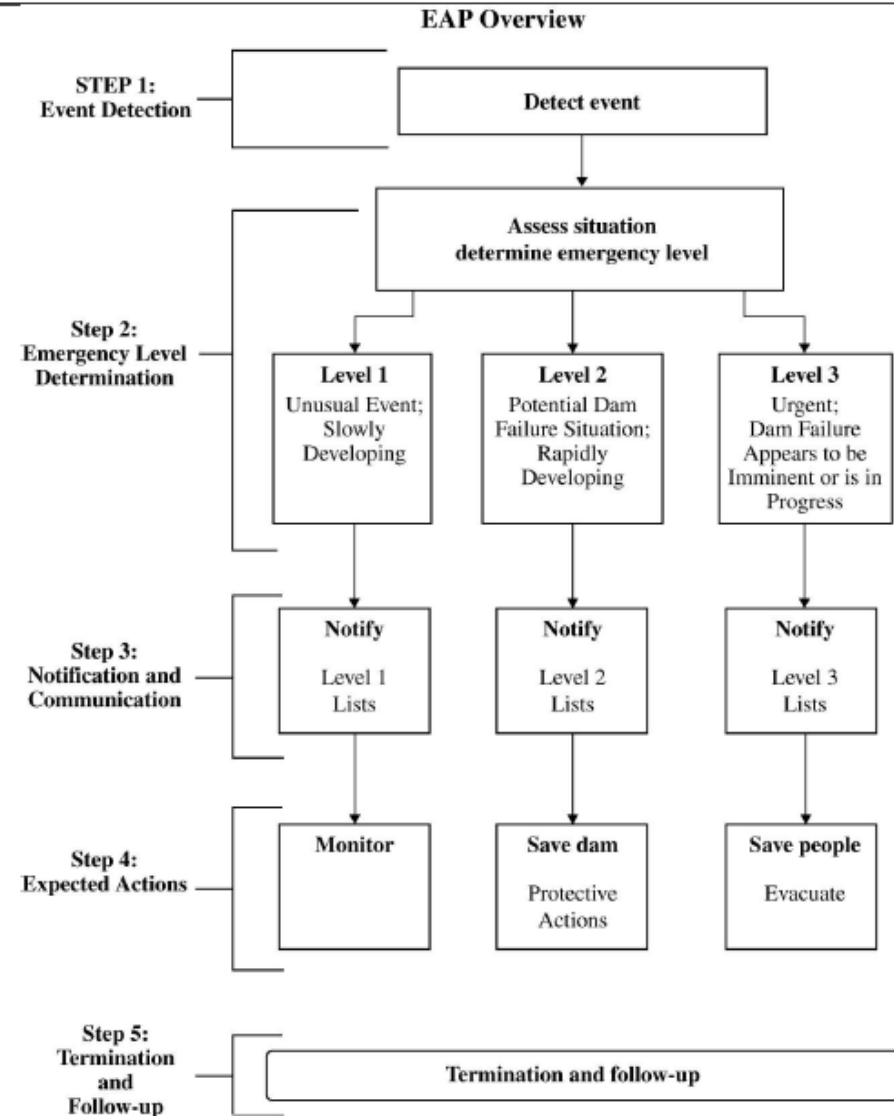 EAP Overview
STEP 1:
Event Detection
Detect event
Assess situation
determine emergency level
Step 2:
Emergency Level
Determination
Level 1
Unusual Event;
Slowly
Developing
Level 2
Potential Dam
Failure Situation;
Rapidly
Developing
Level 3
Urgent;
Dam Failure
Appears to be
Imminent or is in
Progress
Step 3:
Notification and
Communication
Notify
Level 1
Lists
Notify
Level 2
Lists
Notify
Level 3
Lists
Step 4:
Expected Actions
Monitor
Save dam
Protective
Actions
Save people
Evacuate
Step 5:
Termination
and
Follow-up
Termination and follow-up